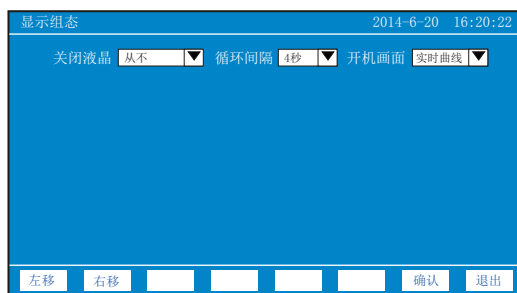 显示组态 2014-6-20 16:20:22
关闭液晶 从不 循环间隔 4秒 开机画面 实时曲线
左移 右移 确认 退出